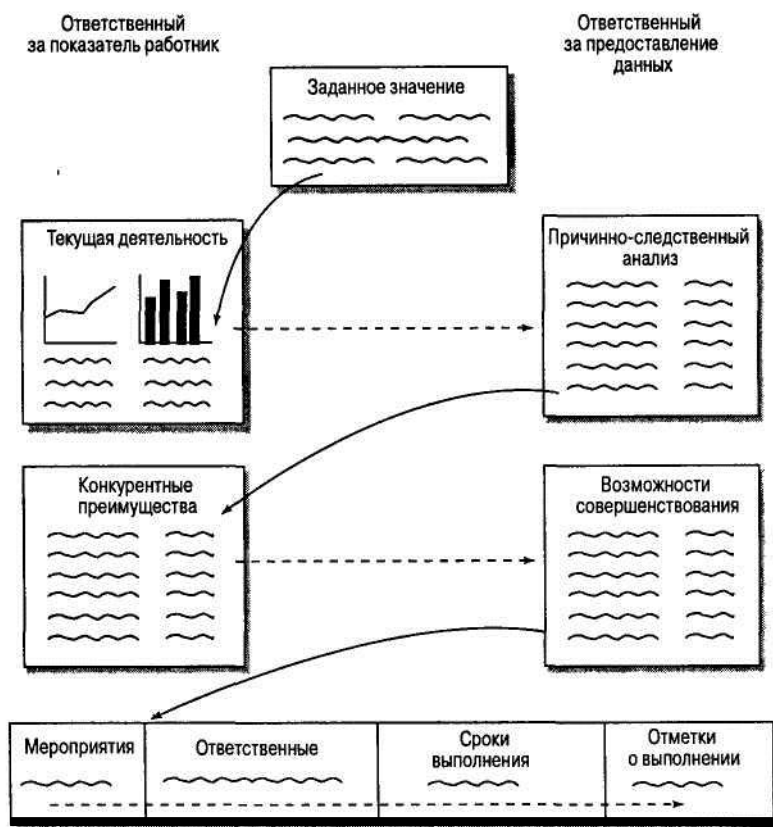 Ответственный
за показатель работник
Ответственный
за предоставление
данных
Заданное значение
Текущая деятельность
Причинно-следственный
анализ
Конкурентные
преимущества
Возможности
совершенствования
Мероприятия
Ответственные
Сроки
выполнения
Отметки
о выполнении